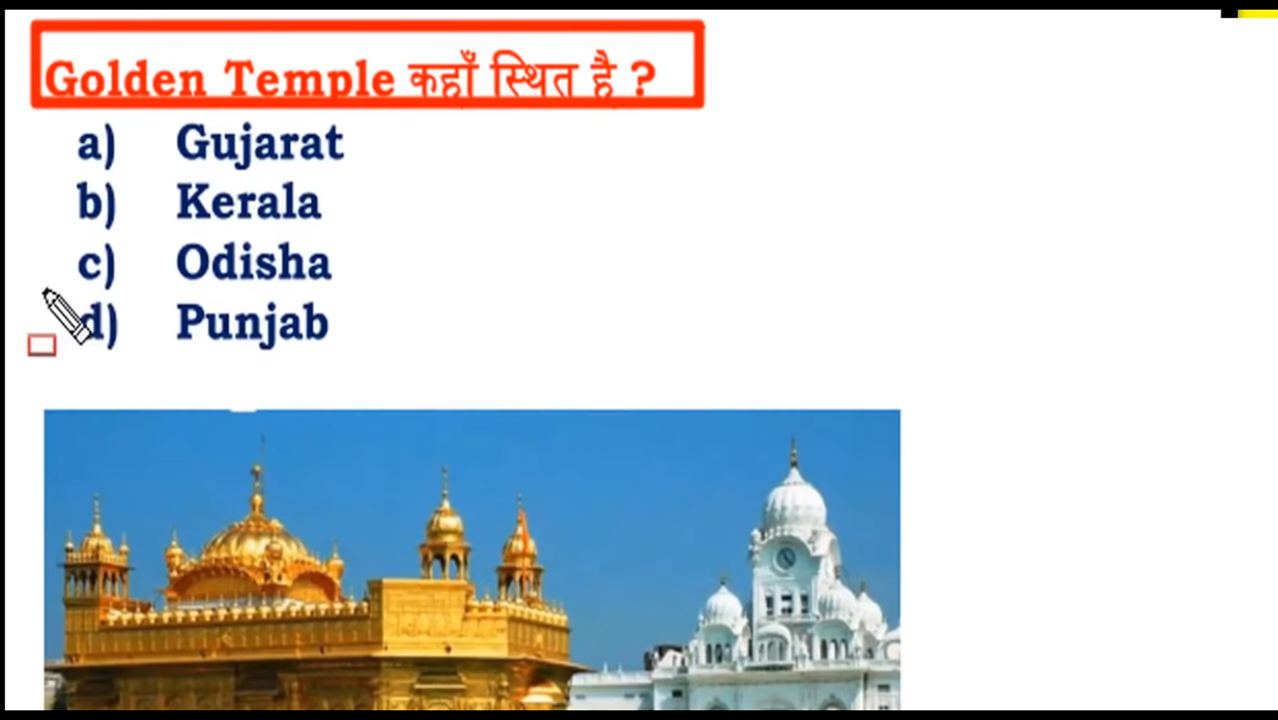 Golden Temple कहाँ स्थित है ?
a) Gujarat
b) Kerala
c) Odisha
d) Punjab